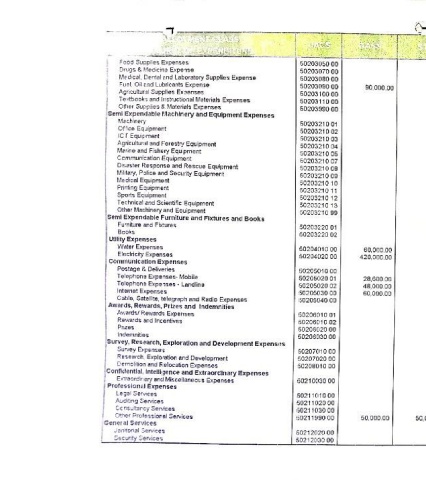 Food Supplies Expenses 50203050 00
Drugs & Medicine Expense 50203070 00
Medical, Dental and Laboratory Supplies Expense 50203080 00
Fuel, Oil and Lubricants Expense 50203090 00 90,000.00
Agricultural Supplies Expenses 50203100 00
Textbooks and Instructional Materials Expenses 50203110 00
Other Supplies & Materials Expenses 50203990 00
Semi Expendable Machinery and Equipment Expenses
Machinery 50203210 01
Office Equipment 50203210 02
ICT Equipment 50203210 03
Agricultural and Forestry Equipment 50203210 04
Marine and Fishery Equipment 50203210 05
Communication Equipment 50203210 07
Disaster Response and Rescue Equipment 50203210 08
Military, Police and Security Equipment 50203210 09
Medical Equipment 50203210 10
Printing Equipment 50203210 11
Sports Equipment 50203210 12
Technical and Scientific Equipment 50203210 13
Other Machinery and Equipment 50203210 99
Semi Expendable Furniture and Fixtures and Books
Furniture and Fixtures 50203220 01
Books 50203220 02
Utility Expenses
Water Expenses 50204010 00 60,000.00
Electricity Expenses 50204020 00 420,000.00
Communication Expenses
Postage & Deliveries 50205010 00
Telephone Expenses- Mobile 50205020 01 28,800.00
Telephone Expenses - Landline 50205020 02 48,000.00
Internet Expenses 50205030 00 60,000.00
Cable, Satellite, telegraph and Radio Expenses 50205040 00
Awards, Rewards, Prizes and Indemnities
Awards/ Rewards Expenses 50206010 01
Rewards and Incentives 50206010 02
Prizes 50206020 00
Indemnities 50206030 00
Survey, Research, Exploration and Development Expenses
Survey Expenses 50207010 00
Research, Exploration and Development 50207020 00
Demolition and Relocation Expenses 50208010 00
Confidential, Intelligence and Extraordinary Expenses
Extraordinary and Miscellaneous Expenses 50210030 00
Professional Expenses
Legal Services 50211010 00
Auditing Services 50211020 00
Consultancy Services 50211030 00
Other Professional Services 50211990 00 50,000.00 50,
General Services
Janitorial Services 50212020 00
Security Services 50212030 00